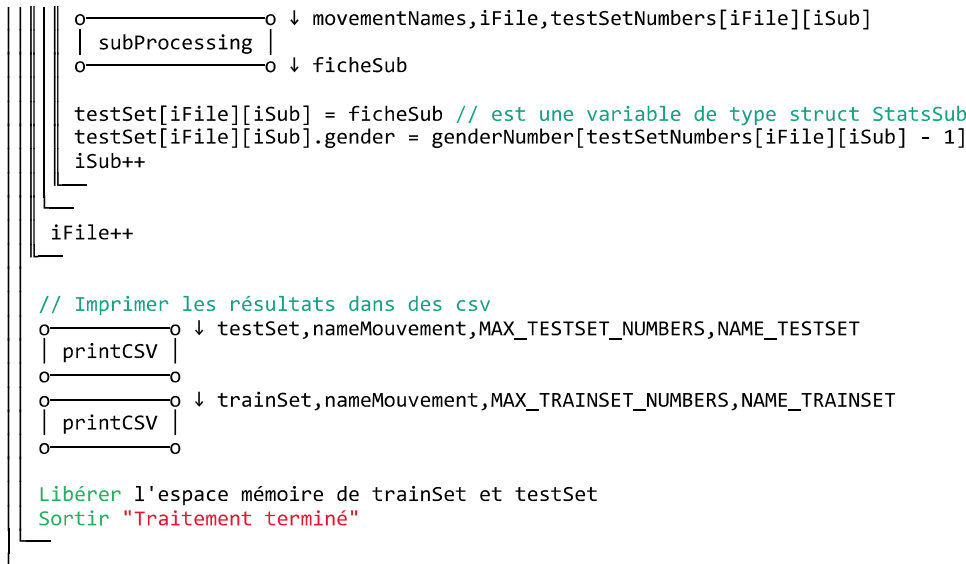 ↓ movementNames,iFile,testSetNumbers[iFile][iSub]
subProcessing
↓ ficheSub
testSet[iFile][iSub] = ficheSub // est une variable de type struct StatsSub
testSet[iFile][iSub].gender = genderNumber[testSetNumbers[iFile][iSub] - 1]
iSub++
iFile++
// Imprimer les résultats dans des csv
↓ testSet,nameMouvement,MAX_TESTSET_NUMBERS,NAME_TESTSET
printCSV
↓ trainSet,nameMouvement,MAX_TRAINSET_NUMBERS,NAME_TRAINSET
printCSV
Libérer l'espace mémoire de trainSet et testSet
Sortir "Traitement terminé"